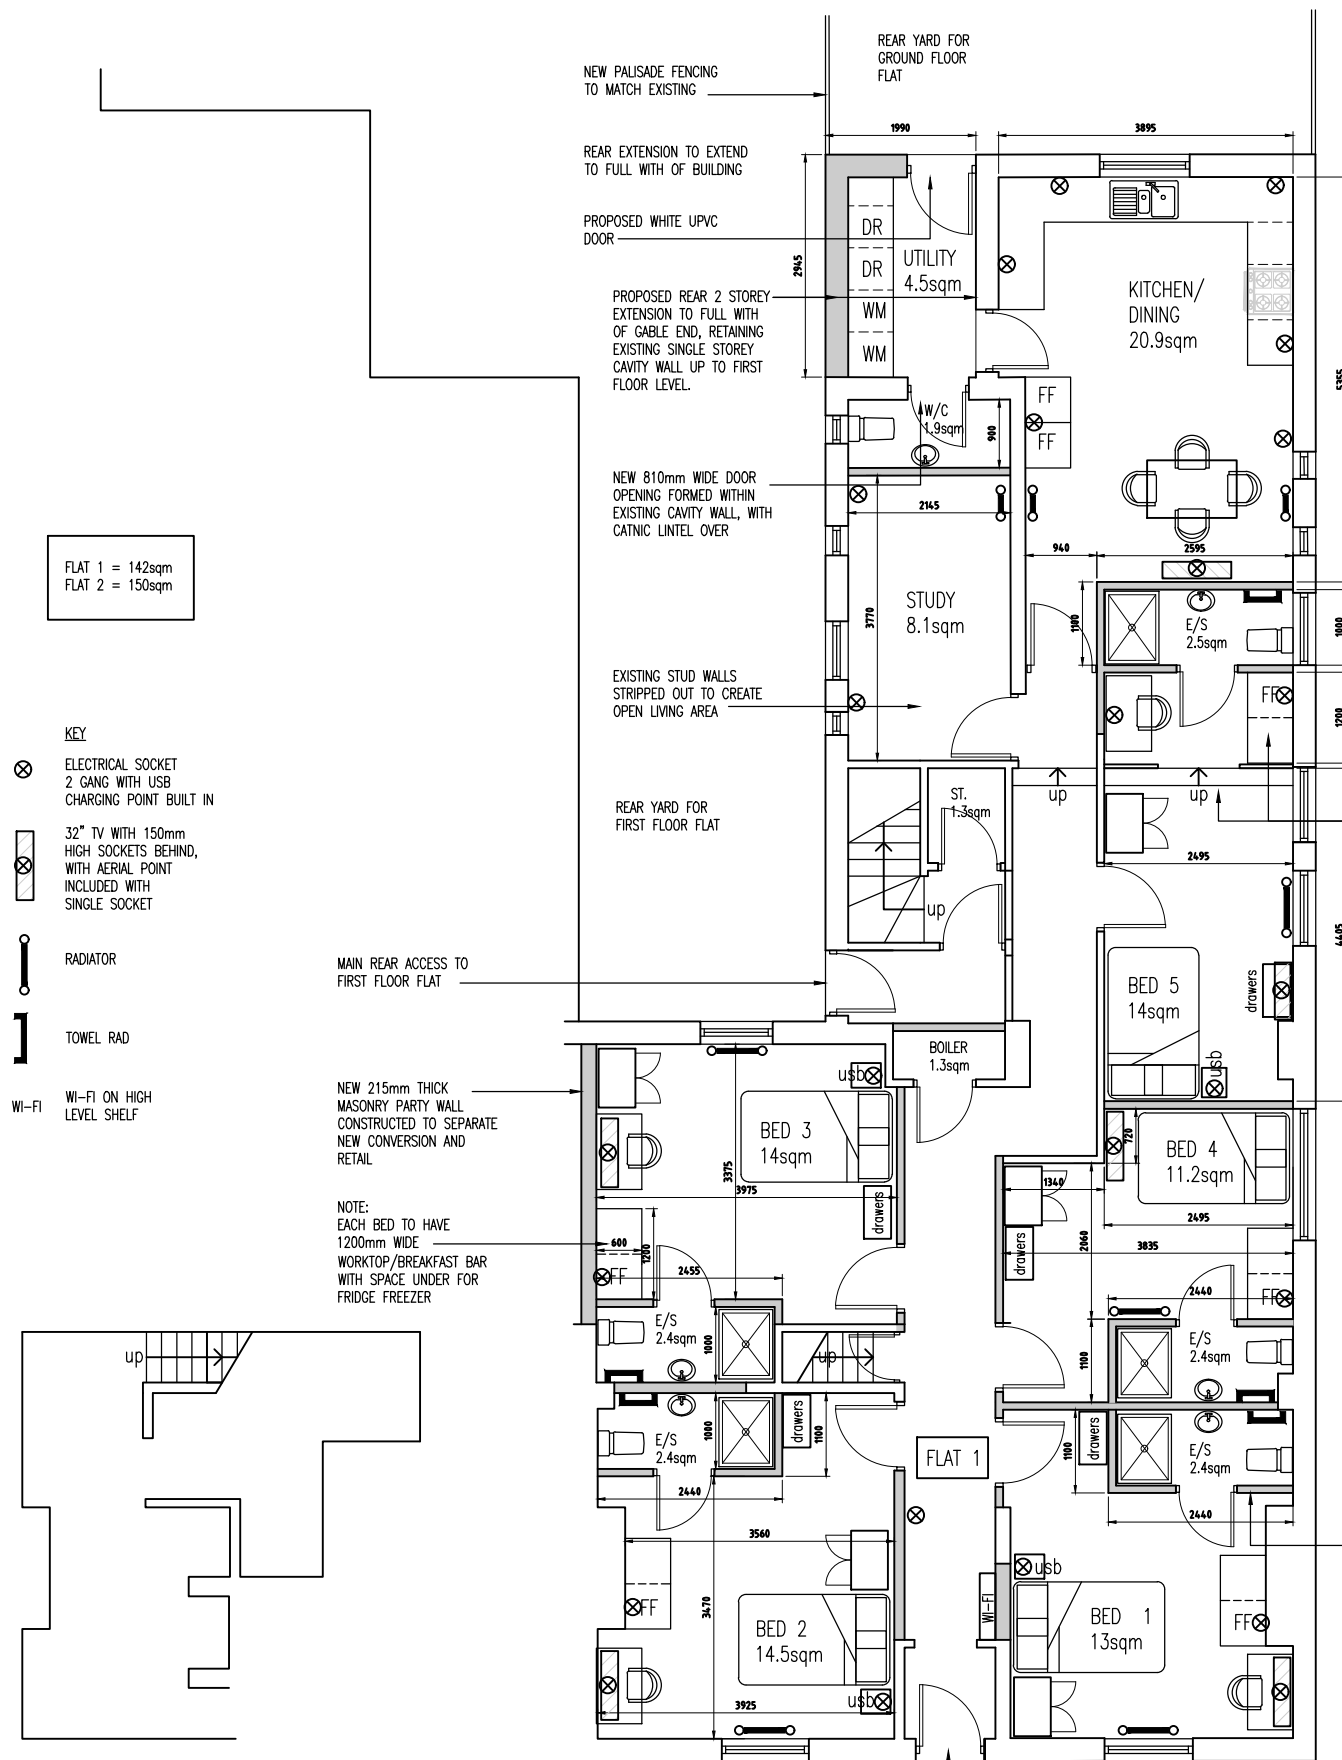 REAR YARD FOR
GROUND FLOOR
FLAT
NEW PALISADE FENCING
TO MATCH EXISTING
1990
3895
REAR EXTENSION TO EXTEND
TO FULL WITH OF BUILDING
PROPOSED WHITE UPVC
DOOR
DR
DR
WM
WM
UTILITY
4.5sqm
2945
KITCHEN/
DINING
20.9sqm
PROPOSED REAR 2 STOREY
EXTENSION TO FULL WITH
OF GABLE END, RETAINING
EXISTING SINGLE STOREY
CAVITY WALL UP TO FIRST
FLOOR LEVEL.
5355
FF
FF
W/C
1.9sqm
900
NEW 810mm WIDE DOOR
OPENING FORMED WITHIN
EXISTING CAVITY WALL, WITH
CATNIC LINTEL OVER
2145
940
2595
FLAT 1 = 142sqm
FLAT 2 = 150sqm
STUDY
8.1sqm
3770
1100
E/S
2.5sqm
1000
EXISTING STUD WALLS
STRIPPED OUT TO CREATE
OPEN LIVING AREA
FF
1200
KEY
ELECTRICAL SOCKET
2 GANG WITH USB
CHARGING POINT BUILT IN
32" TV WITH 150mm
HIGH SOCKETS BEHIND,
WITH AERIAL POINT
INCLUDED WITH
SINGLE SOCKET
RADIATOR
TOWEL RAD
WI-FI
WI-FI ON HIGH
LEVEL SHELF
REAR YARD FOR
FIRST FLOOR FLAT
ST.
1.3sqm
up
up
up
2495
4405
MAIN REAR ACCESS TO
FIRST FLOOR FLAT
BED 5
14sqm
drawers
usb
BOILER
1.3sqm
NEW 215mm THICK
MASONRY PARTY WALL
CONSTRUCTED TO SEPARATE
NEW CONVERSION AND
RETAIL
usb
BED 3
14sqm
3375
3975
drawers
720
BED 4
11.2sqm
1340
2495
2060
3835
drawers
2440
FF
NOTE:
EACH BED TO HAVE
1200mm WIDE
WORKTOP/BREAKFAST BAR
WITH SPACE UNDER FOR
FRIDGE FREEZER
600
1200
FF
2455
E/S
2.4sqm
1000
up
1100
E/S
2.4sqm
up
E/S
2.4sqm
1000
drawers
1100
2440
FLAT 1
1100
drawers
E/S
2.4sqm
2440
3560
FF
3470
BED 2
14.5sqm
usb
3925
WI-FI
usb
BED 1
13sqm
FF